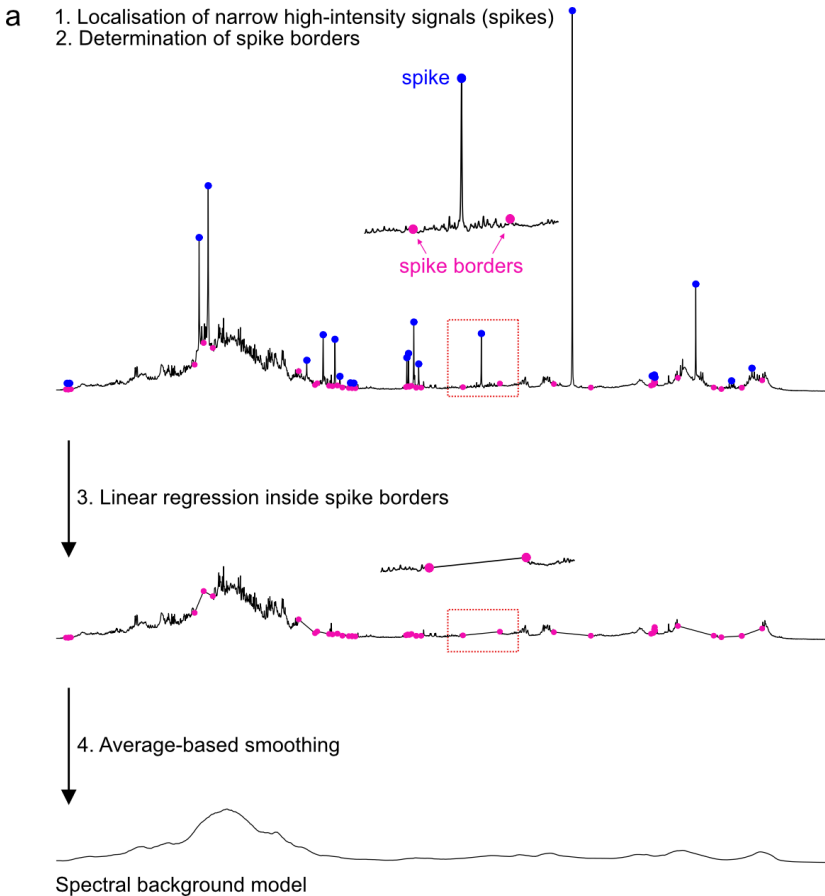 a
1. Localisation of narrow high-intensity signals (spikes)
2. Determination of spike borders
spike
spike borders
3. Linear regression inside spike borders
4. Average-based smoothing
Spectral background model